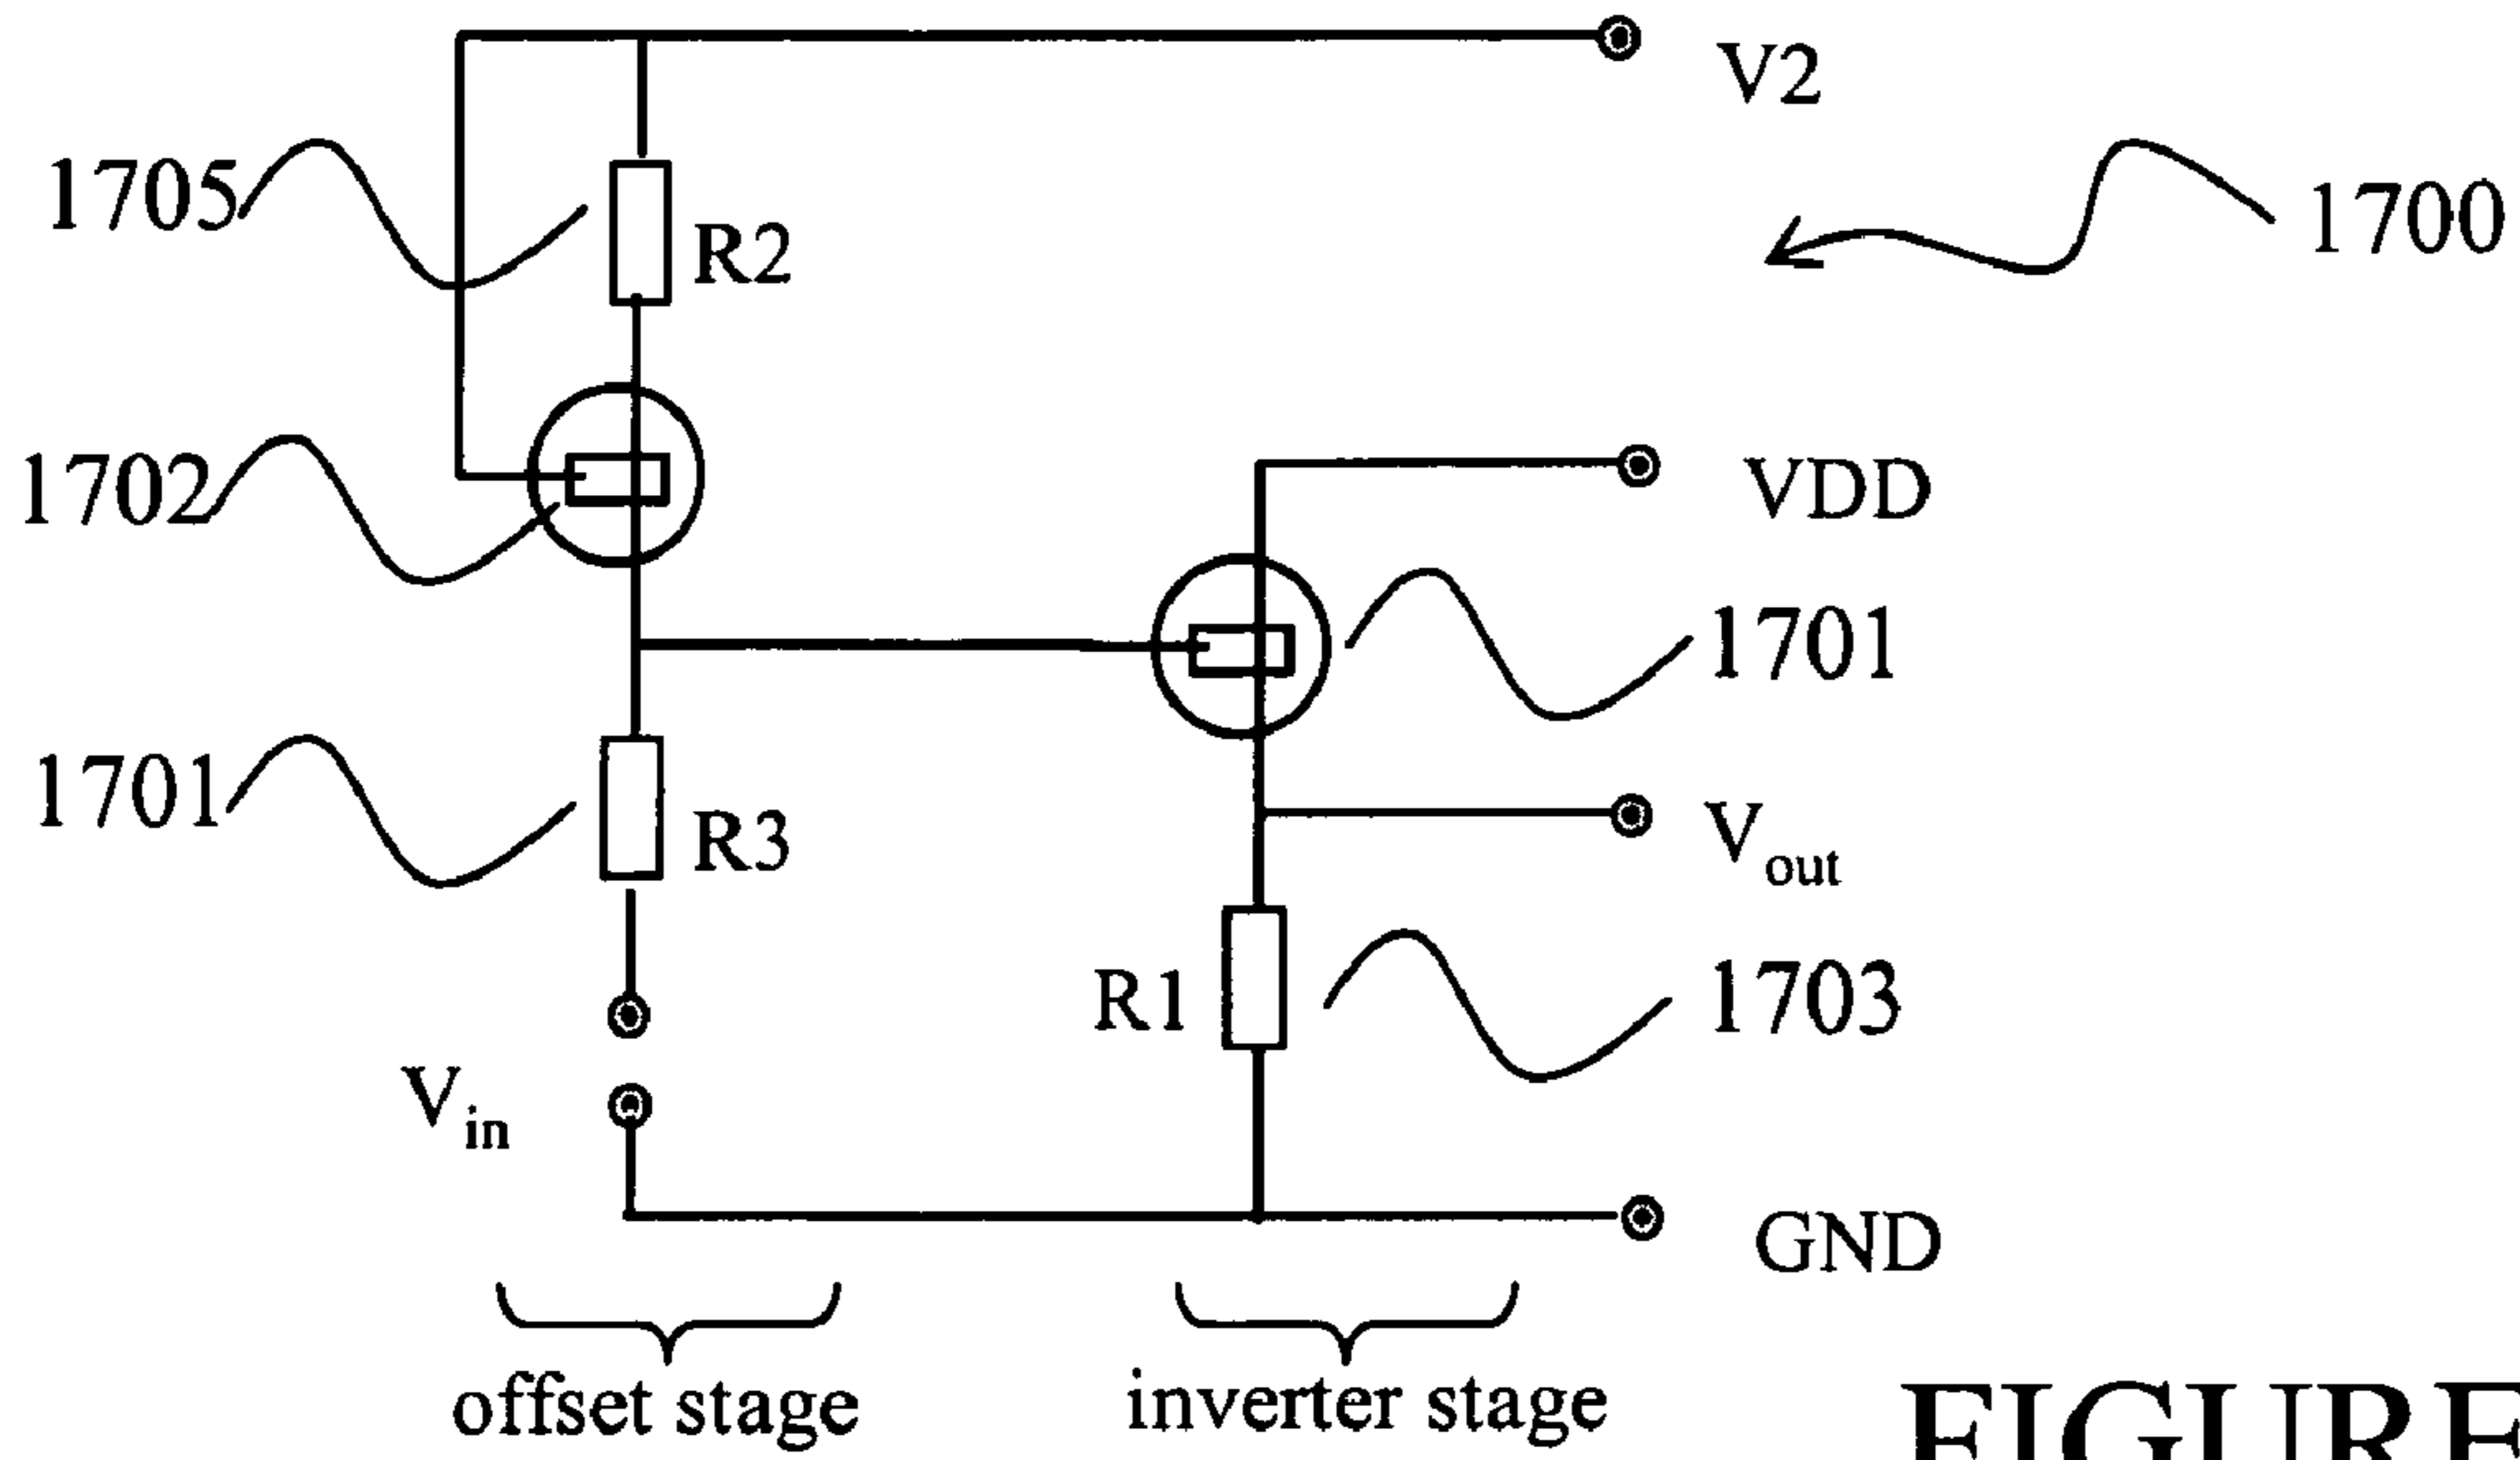 V2
1705
1700
R2
1702
VDD
1701
1701
R3
Vout
R1
1703
Vin
GND
offset stage
inverter stage
FIGURE